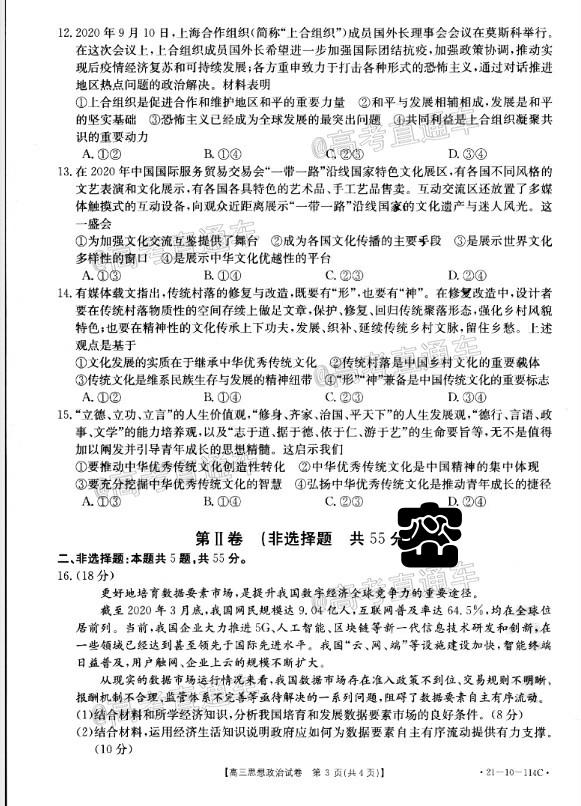 12. 2020年9月10日,上海合作组织(简称“上合组织”)成员国外长理事会会议在莫斯科举行。
在这次会议上,上合组织成员国外长希望进一步加强国际团结抗疫,加强政策协调,推动实
现后疫情经济复苏和可持续发展;各方重申致力于打击各种形式的恐怖主义,通过对话推进
地区热点问题的政治解决。材料表明
①上合组织是促进合作和维护地区和平的重要力量 ②和平与发展相辅相成,发展是和平
的坚实基础 ③恐怖主义已经成为全球发展的最突出问题 ④共同利益是上合组织凝聚共
识的重要动力
A. ①② B. ①④ C. ②③ D. ③④
13. 在2020年中国国际服务贸易交易会“一带一路”沿线国家特色文化展区,有各国不同风格的
文艺表演和文化展示,有各国各具特色的艺术品、手工艺品售卖。互动交流区还放置了多媒
体触摸式的互动设备,向观众近距离展示“一带一路”沿线国家的文化遗产与迷人风光。这
一盛会
①为加强文化交流互鉴提供了舞台 ②成为各国文化传播的主要手段 ③是展示世界文化
多样性的窗口 ④是展示中华文化优越性的平台
A. ①③ B. ①④ C. ②③ D. ②④
14. 有媒体载文指出,传统村落的修复与改造,既要有“形”,也要有“神”。在修复改造中,设计者
要在传统村落物质性的空间存续上做足文章,保护、修复、回归传统聚落形态,强化乡村风貌
特色;也要在精神性的文化传承上下功夫,发展、织补、延续传统乡村文脉,留住乡愁。上述
观点是基于
①文化发展的实质在于继承中华优秀传统文化 ②传统村落是中国乡村文化的重要载体
③传统文化是维系民族生存与发展的精神纽带 ④“形”“神”兼备是中国传统文化的重要标志
A. ①② B. ①④ C. ②③ D. ③④
15. “立德、立功、立言”的人生价值观,“修身、齐家、治国、平天下”的人生发展观,“德行、言语、政
事、文学”的能力培养观,以及“志于道、据于德、依于仁、游于艺”的生命要旨等,无不是值得
加以阐发并引导青年成长的思想精髓。这启示我们
①要推动中华优秀传统文化创造性转化 ②中华优秀传统文化是中国精神的集中体现
③要充分挖掘中华优秀传统文化的智慧 ④弘扬中华优秀传统文化是推动青年成长的捷径
A. ①③ B. ①④ C. ②③ D. ②④
第Ⅱ卷 (非选择题 共55分
密
二、非选择题:本题共5题,共55分。
16. (18分)
更好地培育数据要素市场,是提升我国数字经济全球竞争力的重要途径。
截至2020年3月底,我国网民规模达9.04亿人,互联网普及率达64.5%,均在全球位
居前列。当前,我国企业大力推进5G、人工智能、区块链等新一代信息技术研发和创新,在
一些领域已经达到甚至领先于国际先进水平。我国“云、网、端”等设施建设加快,智能终端
日益普及,用户触网、企业上云的规模不断扩大。
从现实的数据市场运行情况来看,我国数据市场存在准入政策不到位、交易规则不明晰、
报酬机制不合理、监管体系不完善等亟待解决的一系列问题,阻碍了数据要素自主有序流动。
(1)结合材料和所学经济知识,分析我国培育和发展数据要素市场的良好条件。(8分)
(2)结合材料,运用经济生活知识说明政府应如何为数据要素自主有序流动提供有力支撑。
(10分)
【高三思想政治试卷 第3页(共4页)】 ·21-10-114C·
@高考直通车
@高考直通车
@高考直通车
@高考直通车
@高考直通车
@高考直通车